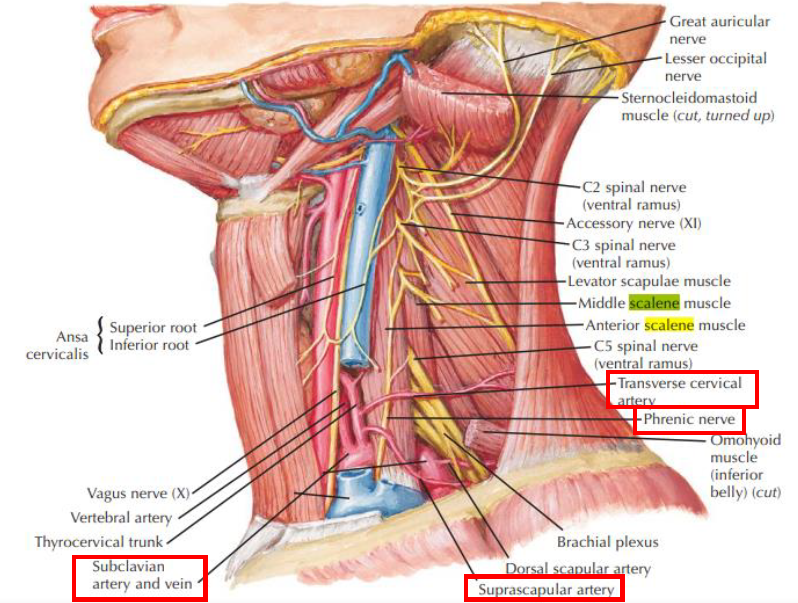 Great auricular
nerve
Lesser occipital
nerve
Sternocleidomastoid
muscle (cut, turned up)
C2 spinal nerve
(ventral ramus)
Accessory nerve (XI)
C3 spinal nerve
(ventral ramus)
Levator scapulae muscle
Middle scalene muscle
Anterior scalene muscle
C5 spinal nerve
(ventral ramus)
Transverse cervical
artery
Phrenic nerve
Omohyoid
muscle
(inferior
belly) (cut)
Brachial plexus
Dorsal scapular artery
Suprascapular artery
Ansa
cervicalis
Superior root
Inferior root
Vagus nerve (X)
Vertebral artery
Thyrocervical trunk
Subclavian
artery and vein